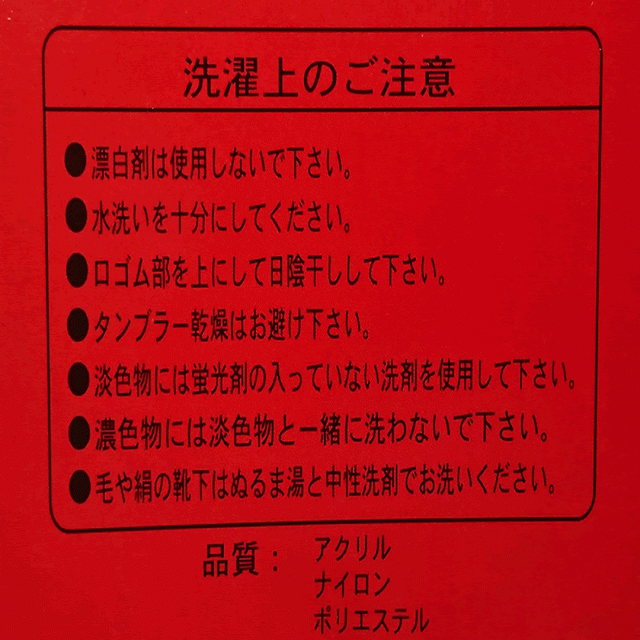 洗濯上のご注意
●漂白剤は使用しないで下さい。
●水洗いを十分にしてください。
●口ゴム部を上にして日陰干しして下さい。
●タンブラー乾燥はお避け下さい。
●淡色物には蛍光剤の入っていない洗剤を使用して下さい。
●濃色物には淡色物と一緒に洗わないで下さい。
●毛や絹の靴下はぬるま湯と中性洗剤でお洗いください。
品質： アクリル
ナイロン
ポリエステル